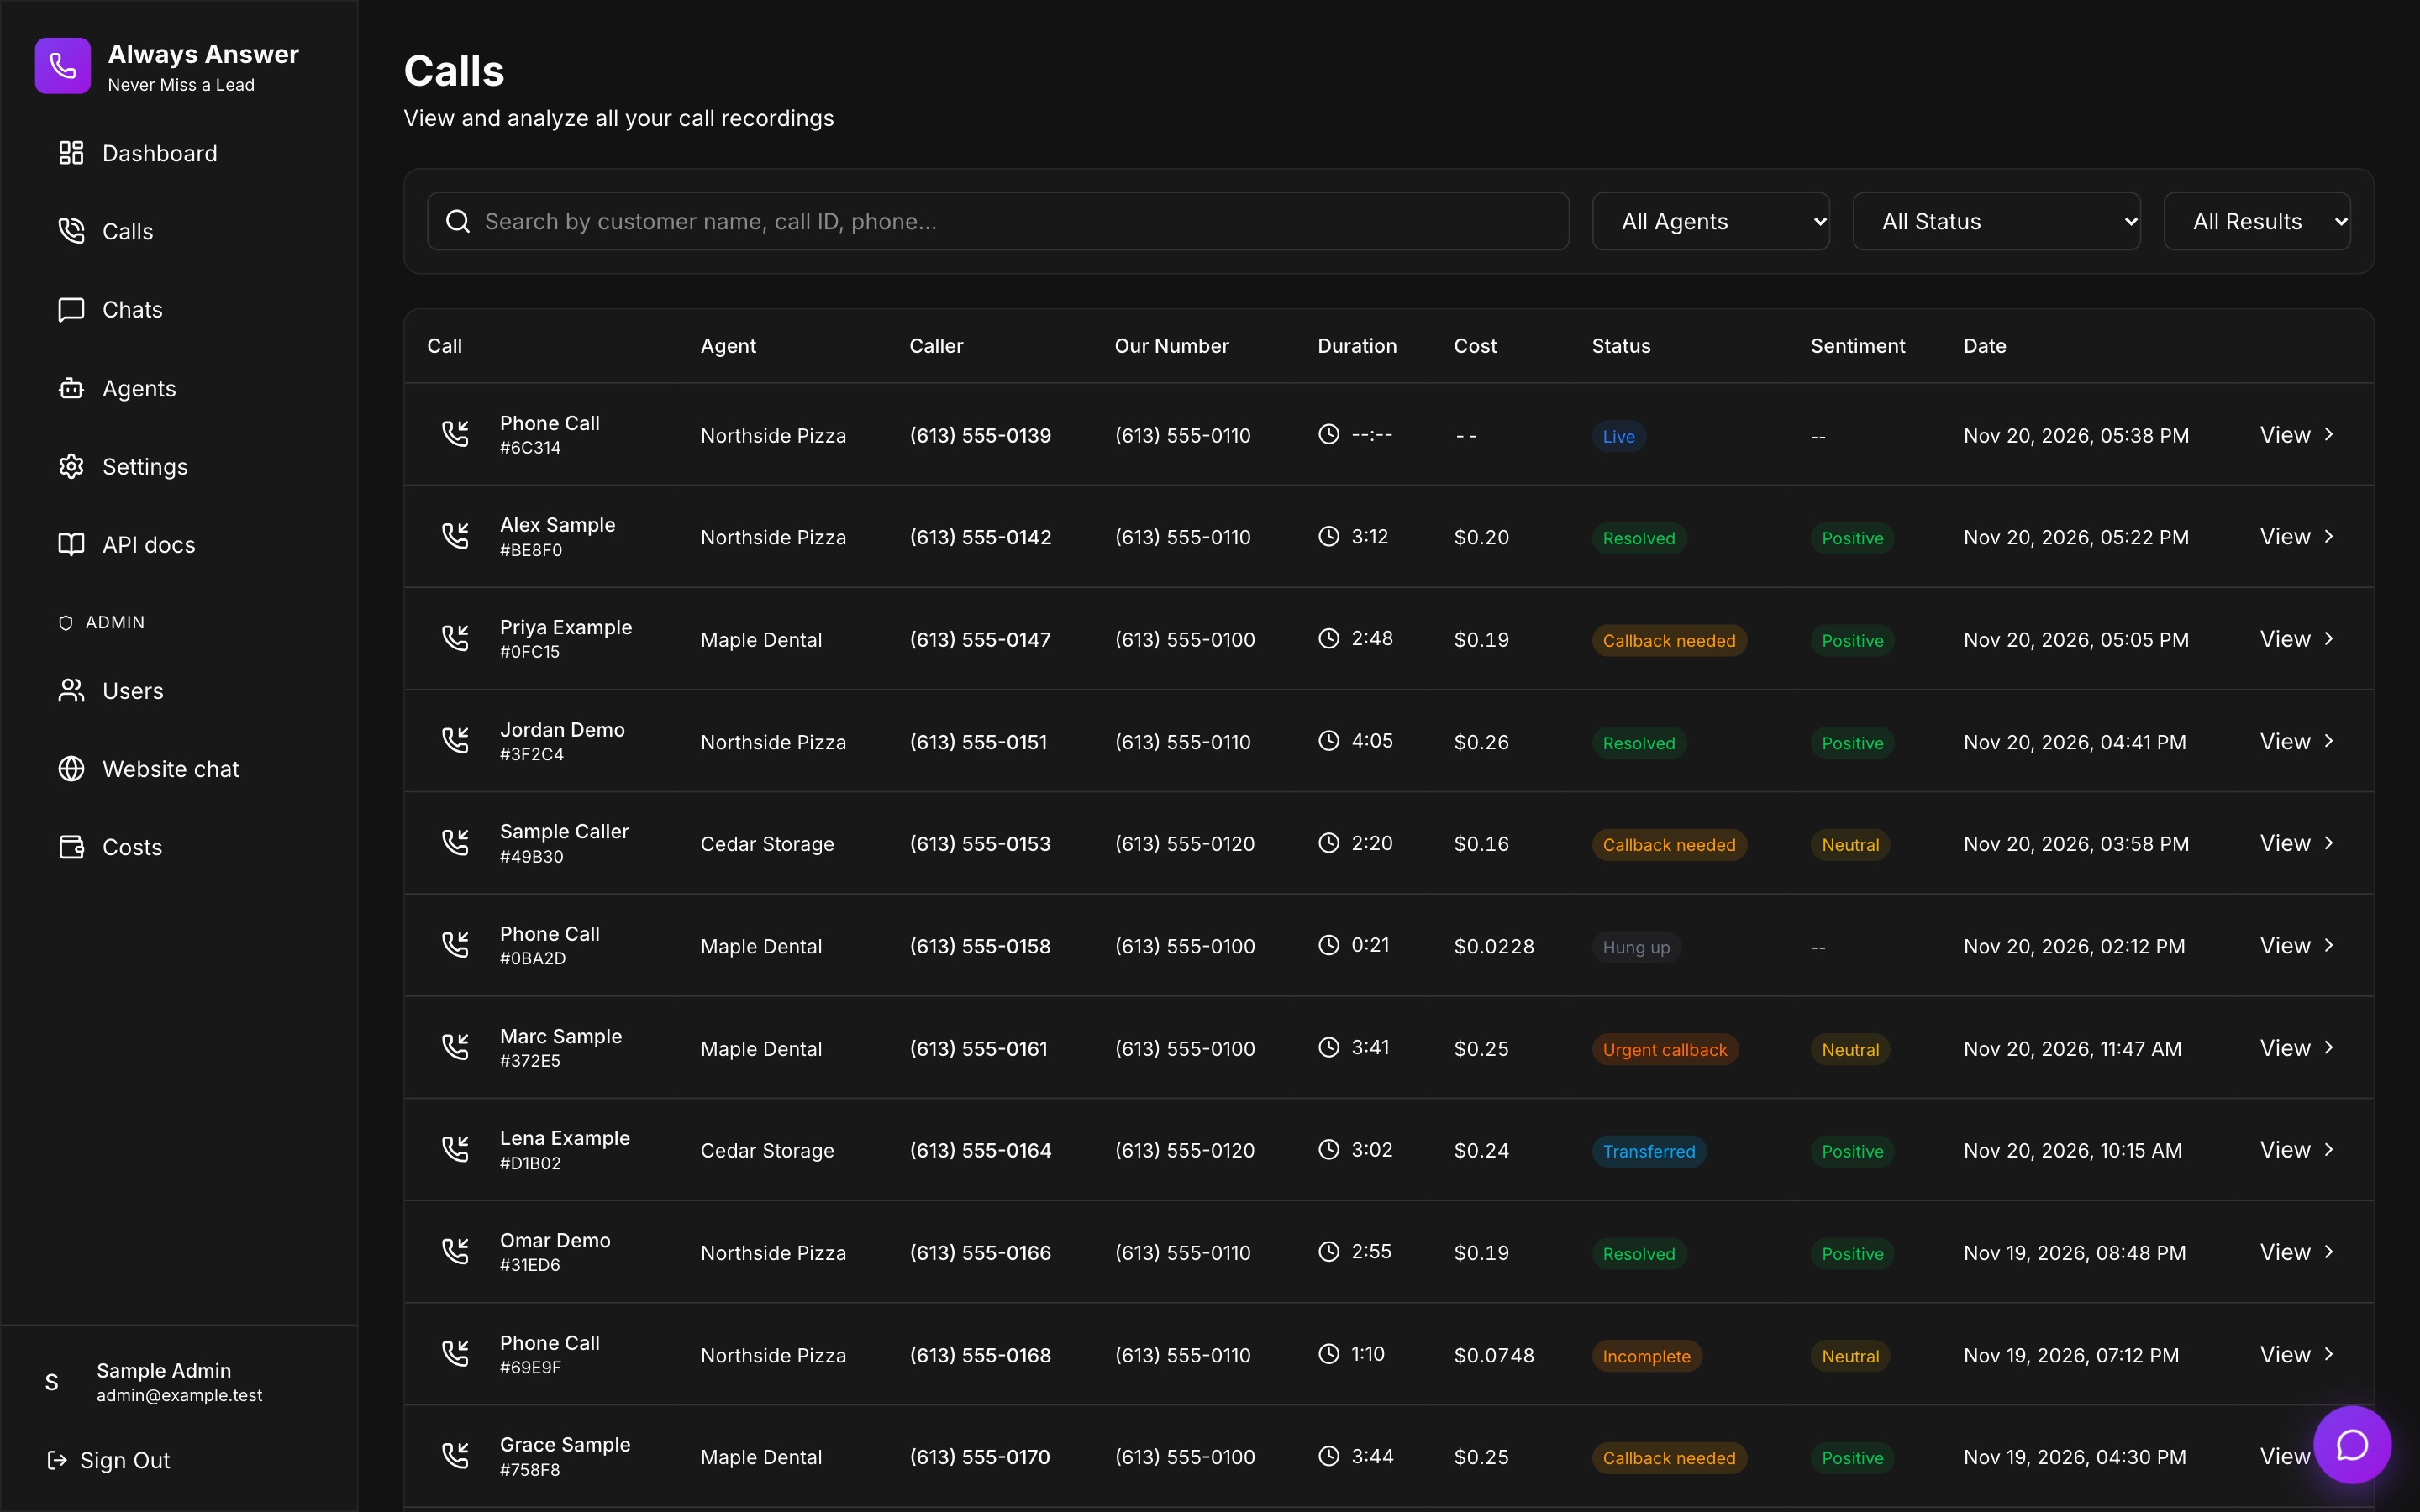 Always Answer
Never Miss a Lead
Dashboard
Calls
Chats
Agents
Settings
API docs
ADMIN
Users
Website chat
Costs
S
Sample Admin
admin@example.test
Sign Out
Calls
View and analyze all your call recordings
Search by customer name, call ID, phone... All Agents All Status All Results
Call Agent Caller Our Number Duration Cost Status Sentiment Date
Phone Call
#6C314 Northside Pizza (613) 555-0139 (613) 555-0110 --:-- -- Live -- Nov 20, 2026, 05:38 PM View
Alex Sample
#BE8F0 Northside Pizza (613) 555-0142 (613) 555-0110 3:12 $0.20 Resolved Positive Nov 20, 2026, 05:22 PM View
Priya Example
#0FC15 Maple Dental (613) 555-0147 (613) 555-0100 2:48 $0.19 Callback needed Positive Nov 20, 2026, 05:05 PM View
Jordan Demo
#3F2C4 Northside Pizza (613) 555-0151 (613) 555-0110 4:05 $0.26 Resolved Positive Nov 20, 2026, 04:41 PM View
Sample Caller
#49B30 Cedar Storage (613) 555-0153 (613) 555-0120 2:20 $0.16 Callback needed Neutral Nov 20, 2026, 03:58 PM View
Phone Call
#0BA2D Maple Dental (613) 555-0158 (613) 555-0100 0:21 $0.0228 Hung up -- Nov 20, 2026, 02:12 PM View
Marc Sample
#372E5 Maple Dental (613) 555-0161 (613) 555-0100 3:41 $0.25 Urgent callback Neutral Nov 20, 2026, 11:47 AM View
Lena Example
#D1B02 Cedar Storage (613) 555-0164 (613) 555-0120 3:02 $0.24 Transferred Positive Nov 20, 2026, 10:15 AM View
Omar Demo
#31ED6 Northside Pizza (613) 555-0166 (613) 555-0110 2:55 $0.19 Resolved Positive Nov 19, 2026, 08:48 PM View
Phone Call
#69E9F Northside Pizza (613) 555-0168 (613) 555-0110 1:10 $0.0748 Incomplete Neutral Nov 19, 2026, 07:12 PM View
Grace Sample
#758F8 Maple Dental (613) 555-0170 (613) 555-0100 3:44 $0.25 Callback needed Positive Nov 19, 2026, 04:30 PM View